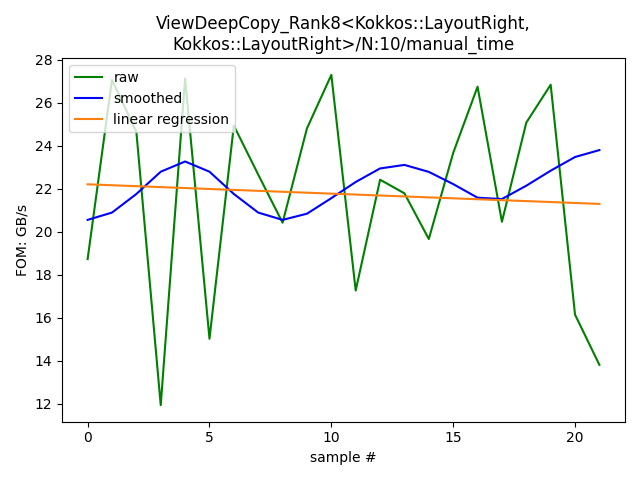 ViewDeepCopy_Rank8<Kokkos::LayoutRight,
Kokkos::LayoutRight>/N:10/manual_time
raw
smoothed
linear regression
FOM: GB/s
28
26
24
22
20
18
16
14
12
0
5
10
15
20
sample #